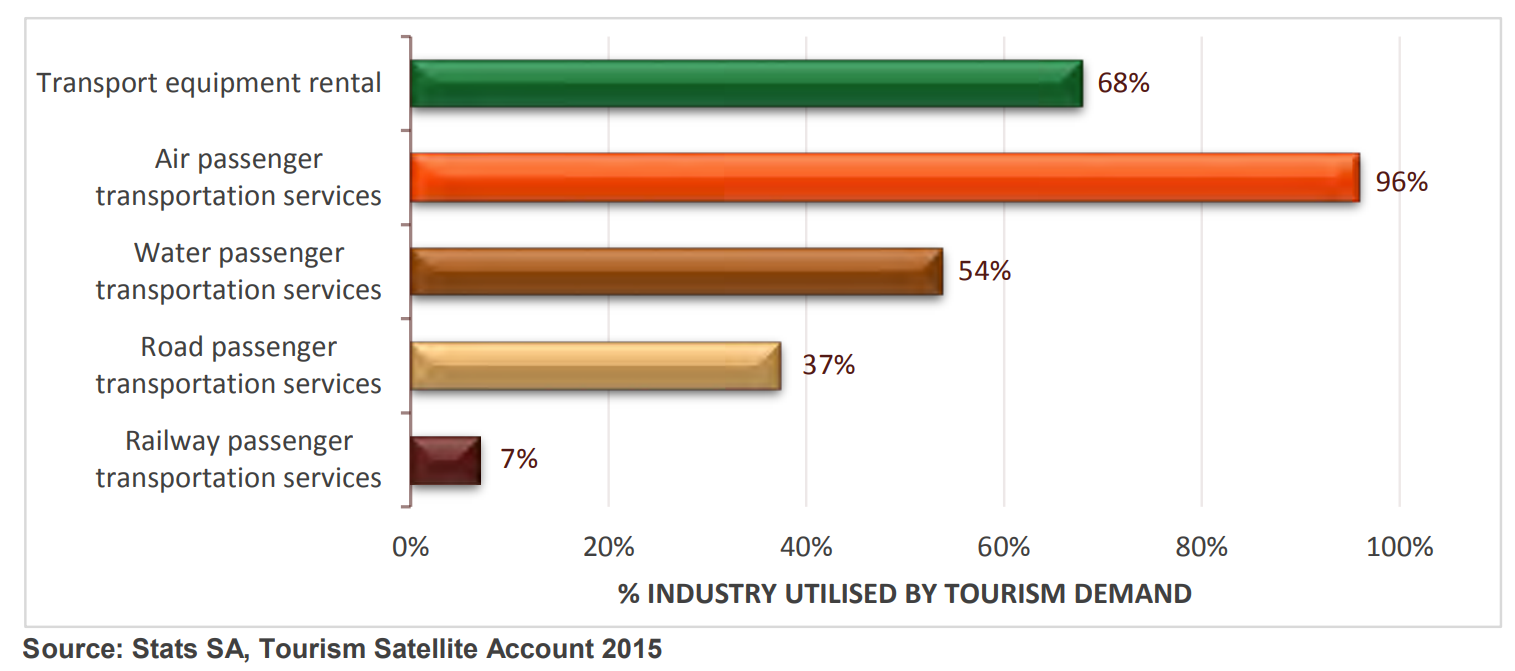 Transport equipment rental
68%
Air passenger
transportation services
96%
Water passenger
transportation services
54%
Road passenger
transportation services
37%
Railway passenger
transportation services
7%
0% 20% 40% 60% 80% 100%
% INDUSTRY UTILISED BY TOURISM DEMAND
Source: Stats SA, Tourism Satellite Account 2015